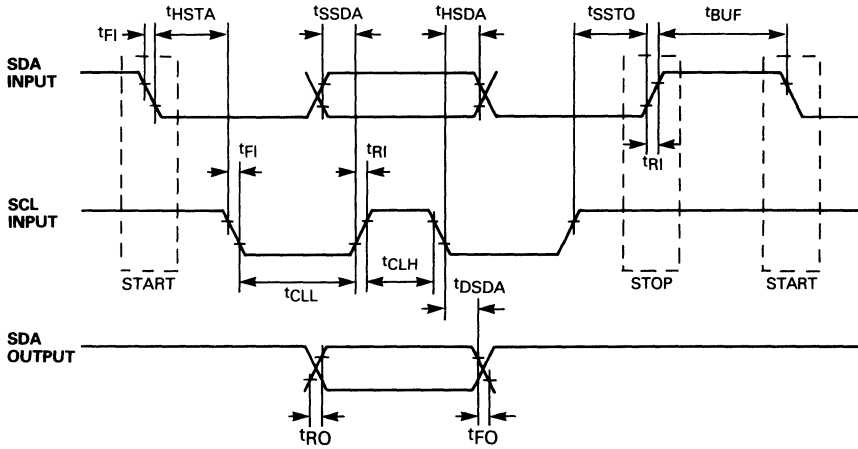 tHSTA tSSDA tHSDA tSSTO tBUF
tFI tRI
SDA
INPUT
tFI tRI tRI
SCL
INPUT
START tCLL tCLH tDSDA STOP START
SDA
OUTPUT
tRO tFO